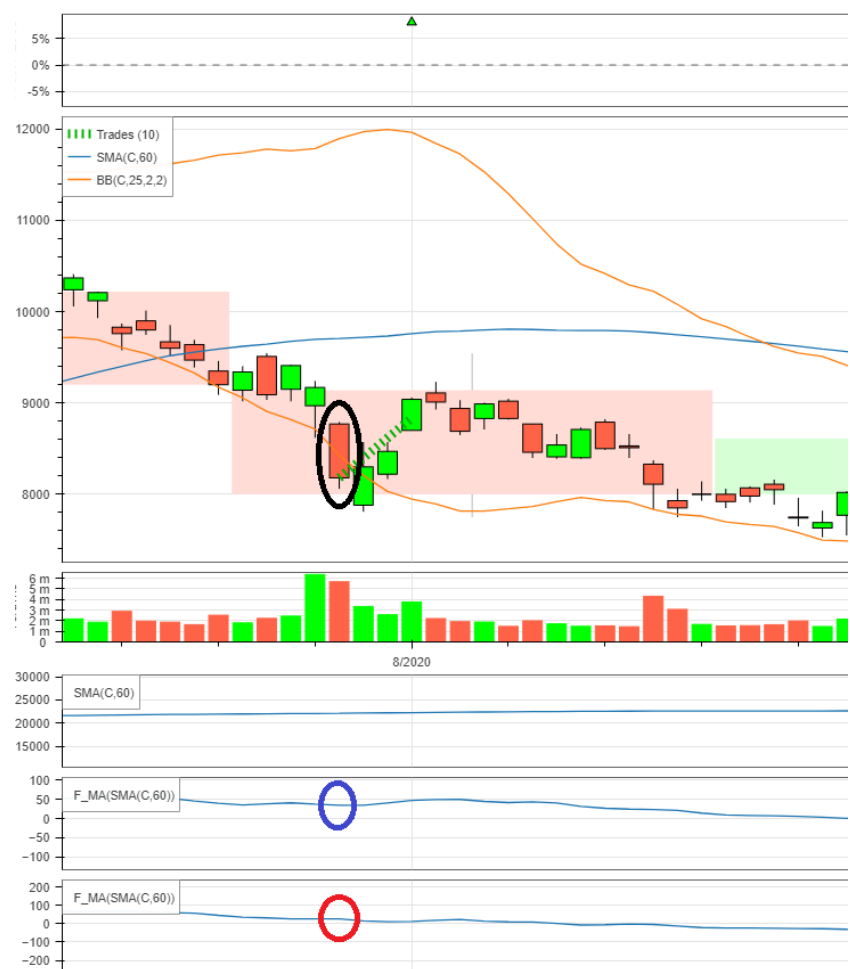 5%
0%
-5%
12000
Trades (10)
SMA(C,60)
BB(C,25,2,2)
11000
10000
9000
8000
6 m
5 m
4 m
3 m
2 m
1 m
0
8/2020
30000
SMA(C,60)
25000
20000
15000
100
F_MA(SMA(C,60))
50
0
−50
−100
200
F_MA(SMA(C,60))
100
0
−100
−200